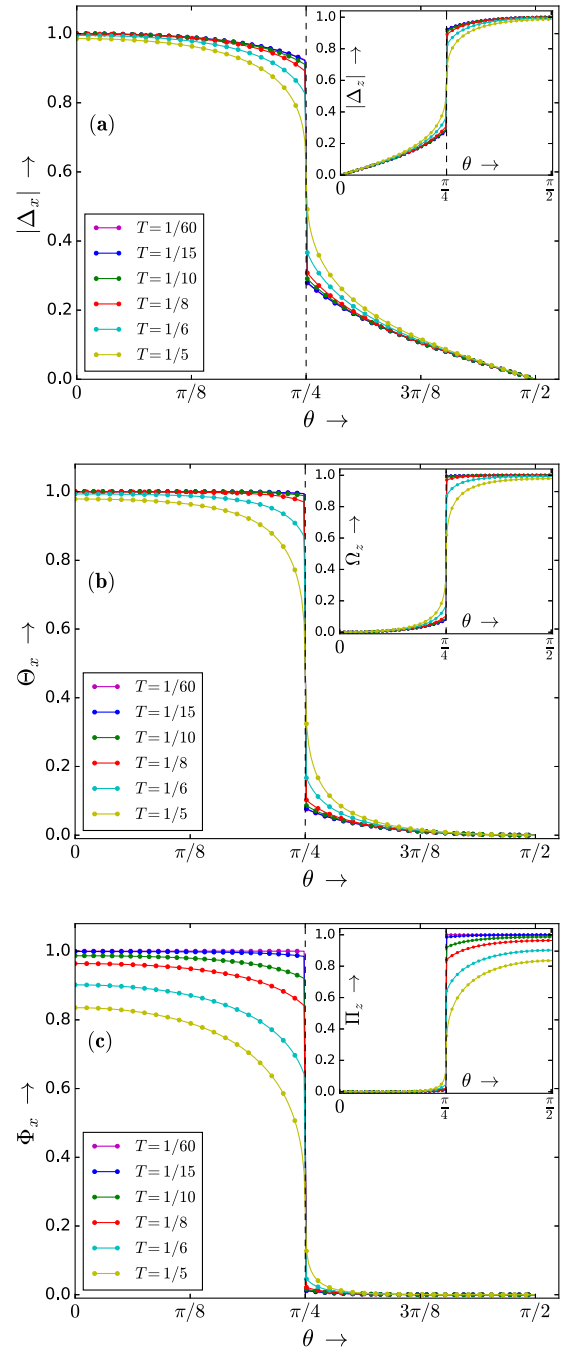 1.0
0.8
0.6
0.4
0.2
0.0
|Δ_x| →
(a)
T = 1/60
T = 1/15
T = 1/10
T = 1/8
T = 1/6
T = 1/5
0 π/8 π/4 3π/8 π/2
θ →
1.0
0.8
0.6
0.4
0.2
0.0
|Δ_z| →
θ →
0 π/4 π/2
1.0
0.8
0.6
0.4
0.2
0.0
Θ_x →
(b)
T = 1/60
T = 1/15
T = 1/10
T = 1/8
T = 1/6
T = 1/5
0 π/8 π/4 3π/8 π/2
θ →
1.0
0.8
0.6
0.4
0.2
0.0
Ω_z →
θ →
0 π/4 π/2
1.0
0.8
0.6
0.4
0.2
0.0
Φ_x →
(c)
T = 1/60
T = 1/15
T = 1/10
T = 1/8
T = 1/6
T = 1/5
0 π/8 π/4 3π/8 π/2
θ →
1.0
0.8
0.6
0.4
0.2
0.0
Π_z →
θ →
0 π/4 π/2